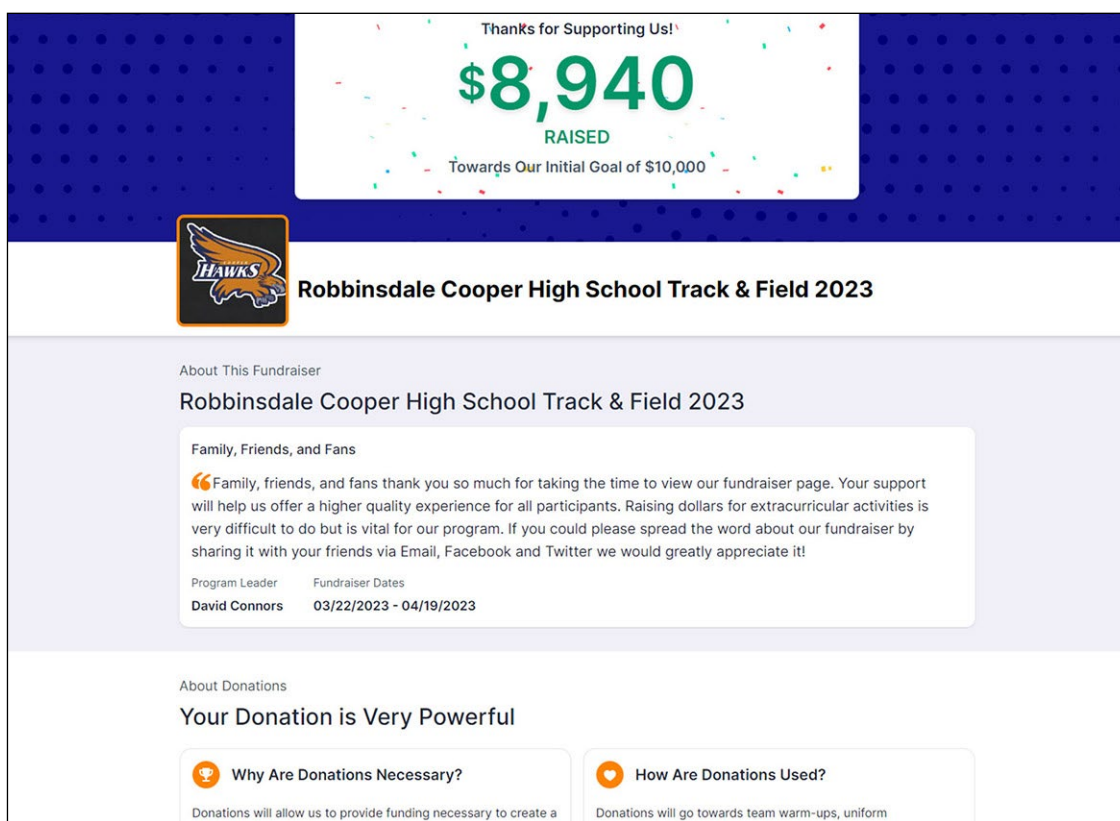 Thanks for Supporting Us!
$8,940
RAISED
Towards Our Initial Goal of $10,000
COOPER
HAWKS
Robbinsdale Cooper High School Track & Field 2023
About This Fundraiser
Robbinsdale Cooper High School Track & Field 2023
Family, Friends, and Fans
Family, friends, and fans thank you so much for taking the time to view our fundraiser page. Your support
will help us offer a higher quality experience for all participants. Raising dollars for extracurricular activities is
very difficult to do but is vital for our program. If you could please spread the word about our fundraiser by
sharing it with your friends via Email, Facebook and Twitter we would greatly appreciate it!
Program Leader Fundraiser Dates
David Connors 03/22/2023 - 04/19/2023
About Donations
Your Donation is Very Powerful
Why Are Donations Necessary?
Donations will allow us to provide funding necessary to create a
How Are Donations Used?
Donations will go towards team warm-ups, uniform